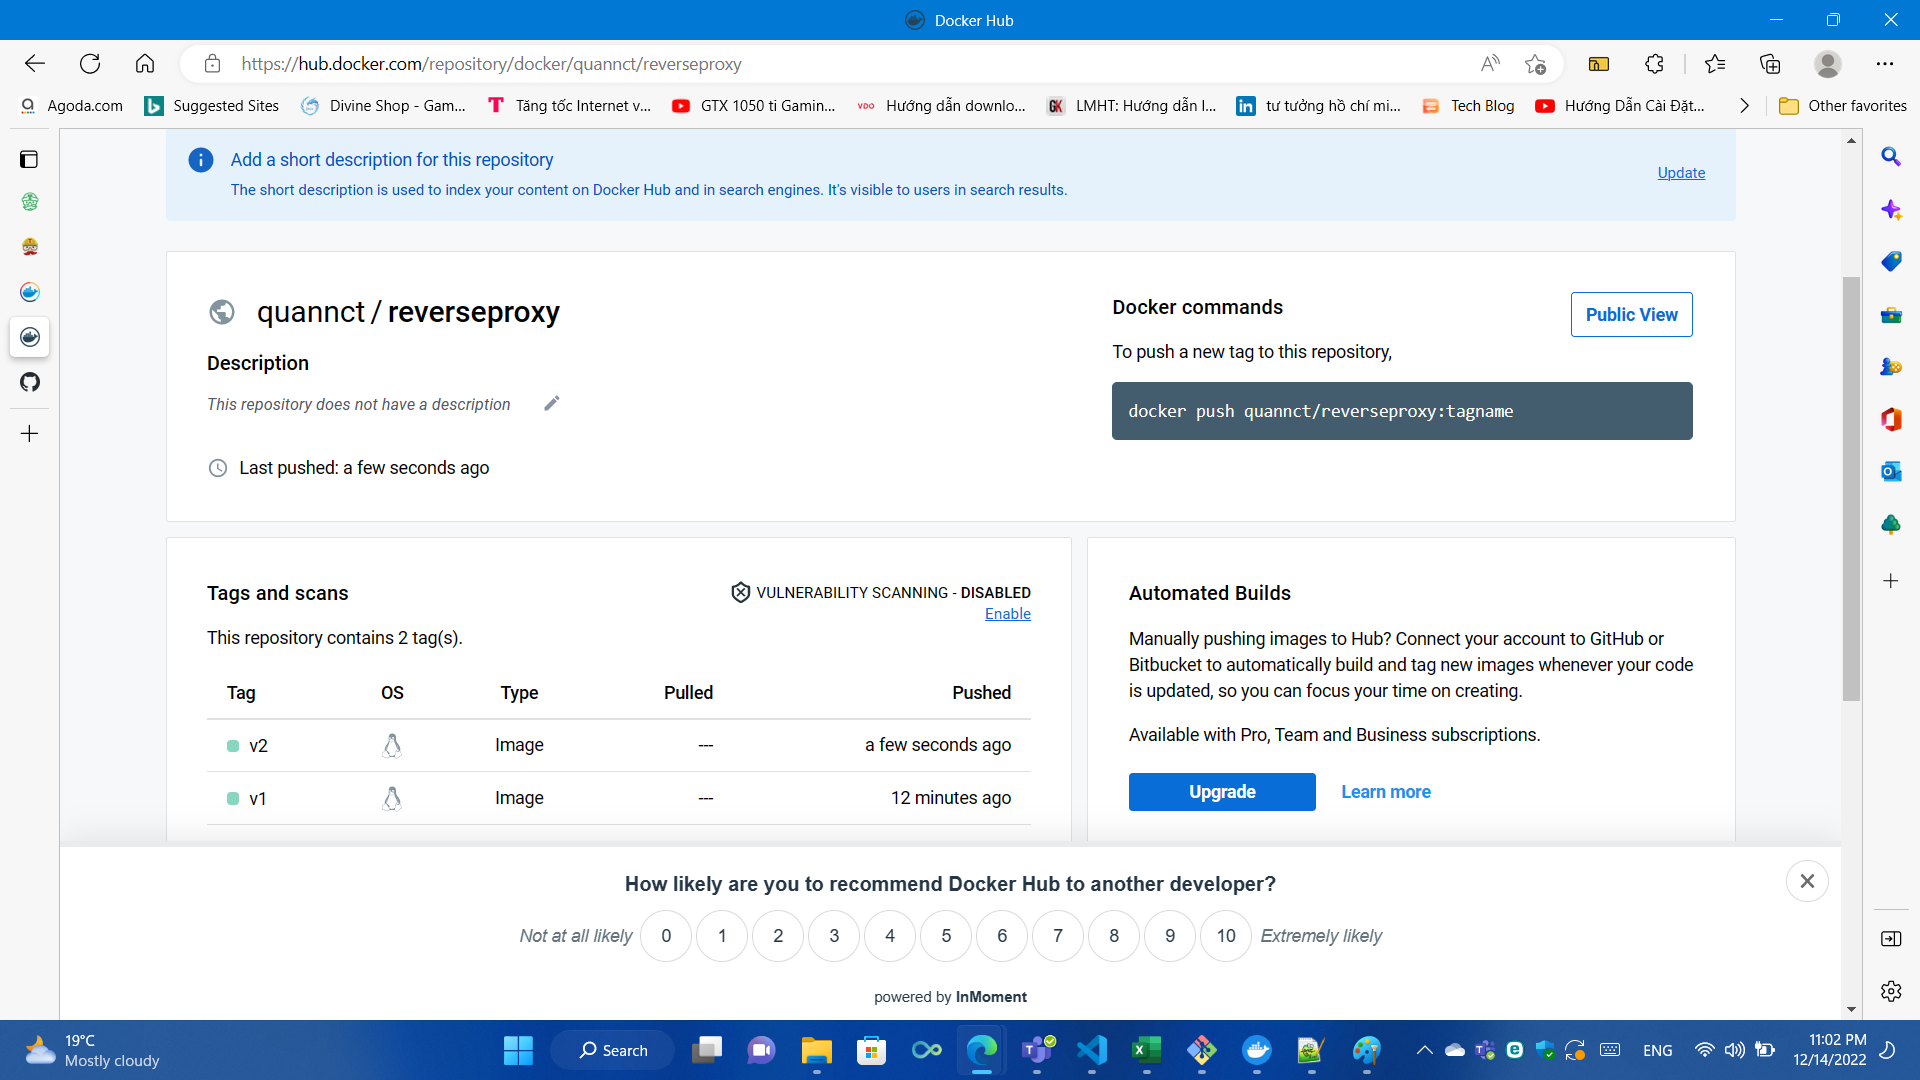 Docker Hub
https://hub.docker.com/repository/docker/quannct/reverseproxy
Agoda.com
Suggested Sites
Divine Shop - Gam...
Tăng tốc Internet v...
GTX 1050 ti Gamin...
VDO
Hướng dẫn downlo...
GK
LMHT: Hướng dẫn l...
tư tưởng hồ chí mi...
Tech Blog
Hướng Dẫn Cài Đặt...
Other favorites
Add a short description for this repository
The short description is used to index your content on Docker Hub and in search engines. It's visible to users in search results.
Update
quannct / reverseproxy
Description
This repository does not have a description
Last pushed: a few seconds ago
Docker commands
Public View
To push a new tag to this repository,
docker push quannct/reverseproxy:tagname
Tags and scans
VULNERABILITY SCANNING - DISABLED
Enable
This repository contains 2 tag(s).
Tag OS Type Pulled Pushed
v2 Image --- a few seconds ago
v1 Image --- 12 minutes ago
Automated Builds
Manually pushing images to Hub? Connect your account to GitHub or
Bitbucket to automatically build and tag new images whenever your code
is updated, so you can focus your time on creating.
Available with Pro, Team and Business subscriptions.
Upgrade
Learn more
How likely are you to recommend Docker Hub to another developer?
Not at all likely 0 1 2 3 4 5 6 7 8 9 10 Extremely likely
powered by InMoment
19°C
Mostly cloudy
Search
ENG
11:02 PM
12/14/2022